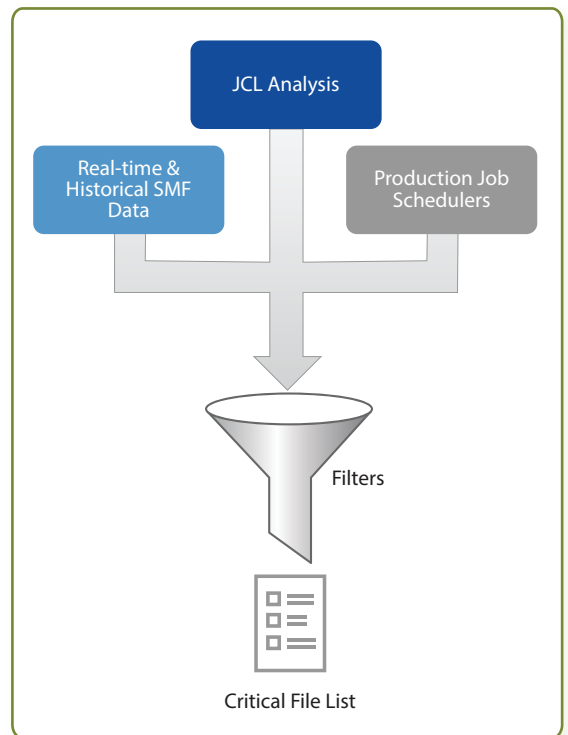 JCL Analysis
Real-time &
Historical SMF
Data
Production Job
Schedulers
Filters
Critical File List